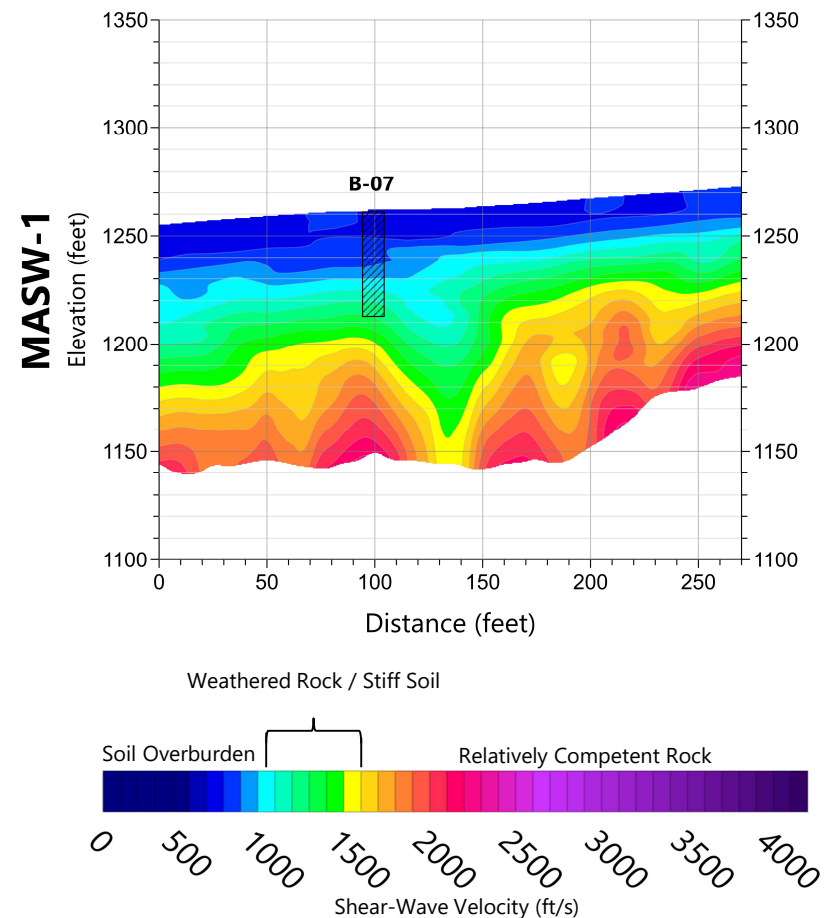 1350
1350
1300
1300
B-07
1250
1250
MASW-1
Elevation (feet)
1200
1200
1150
1150
1100
1100
0 50 100 150 200 250
Distance (feet)
Weathered Rock / Stiff Soil
Soil Overburden
Relatively Competent Rock
0 500 1000 1500 2000 2500 3000 3500 4000
Shear-Wave Velocity (ft/s)